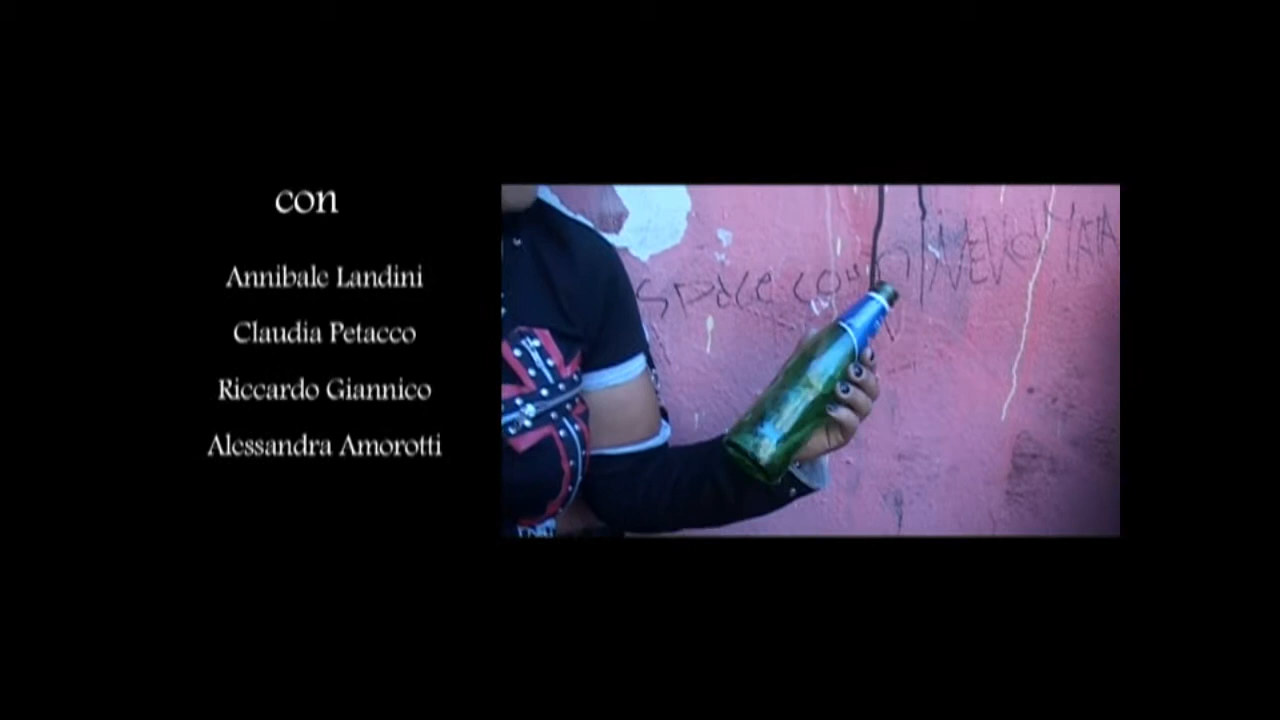 con
Annibale Landini
Claudia Petacco
Riccardo Giannico
Alessandra Amorotti